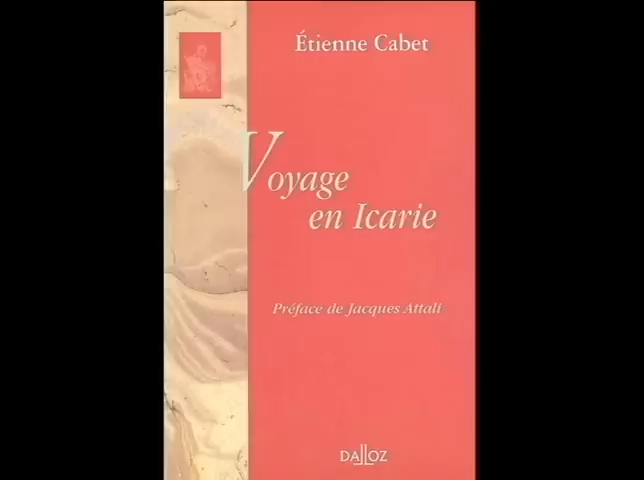 Étienne Cabet
Voyage
en Icarie
Préface de Jacques Attali
DALLOZ